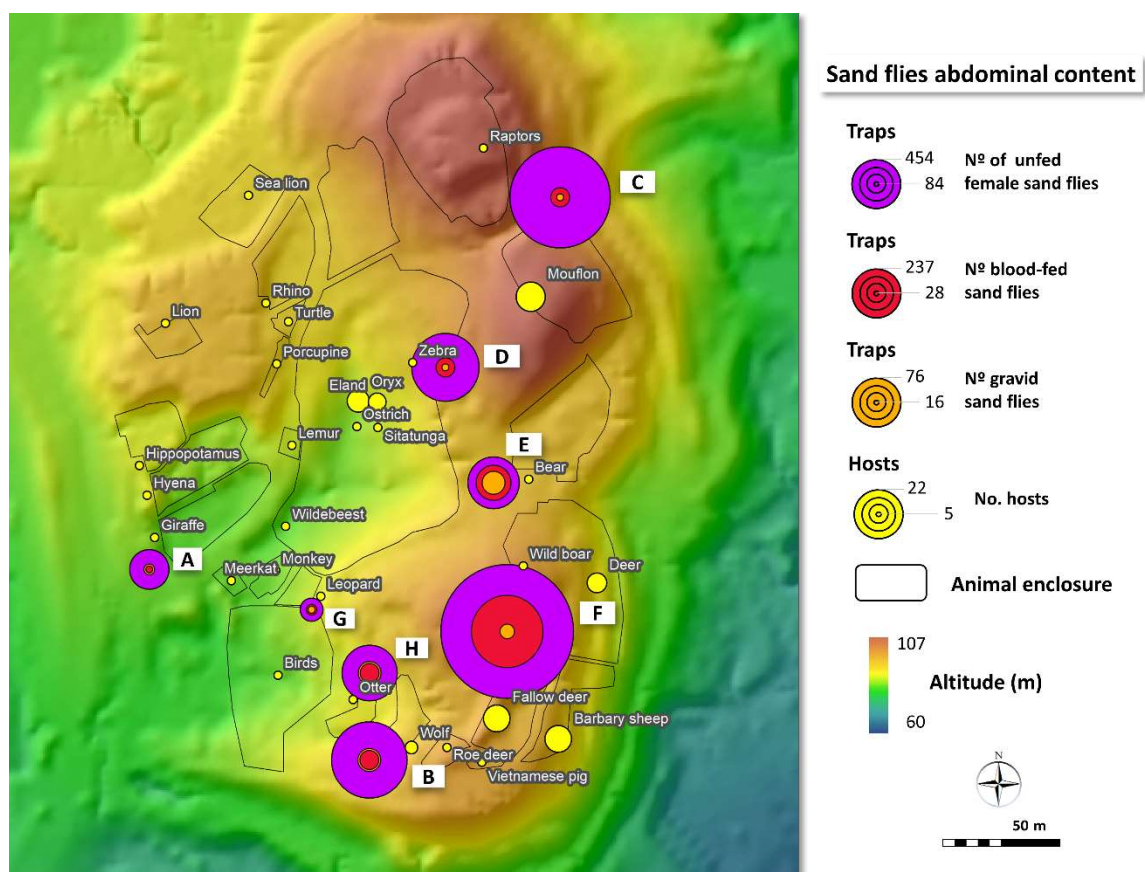 Raptors
C
Sea lion
Mouflon
Rhino
Lion
Turtle
Zebra
D
Porcupine
Eland
Oryx
Ostrich
Sitatunga
Lemur
E
Hippopotamus
Bear
Hyena
Wildebeest
Giraffe
A
Monkey
Meerkat
Wild boar
Deer
Leopard
G
F
H
Birds
Otter
Fallow deer
Barbary sheep
Wolf
Roe deer
B
Vietnamese pig
Sand flies abdominal content
Traps
454
84
Nº of unfed
female sand flies
Traps
237
28
Nº blood-fed
sand flies
Traps
76
16
Nº gravid
sand flies
Hosts
22
5
No. hosts
Animal enclosure
107
Altitude (m)
60
N
50 m